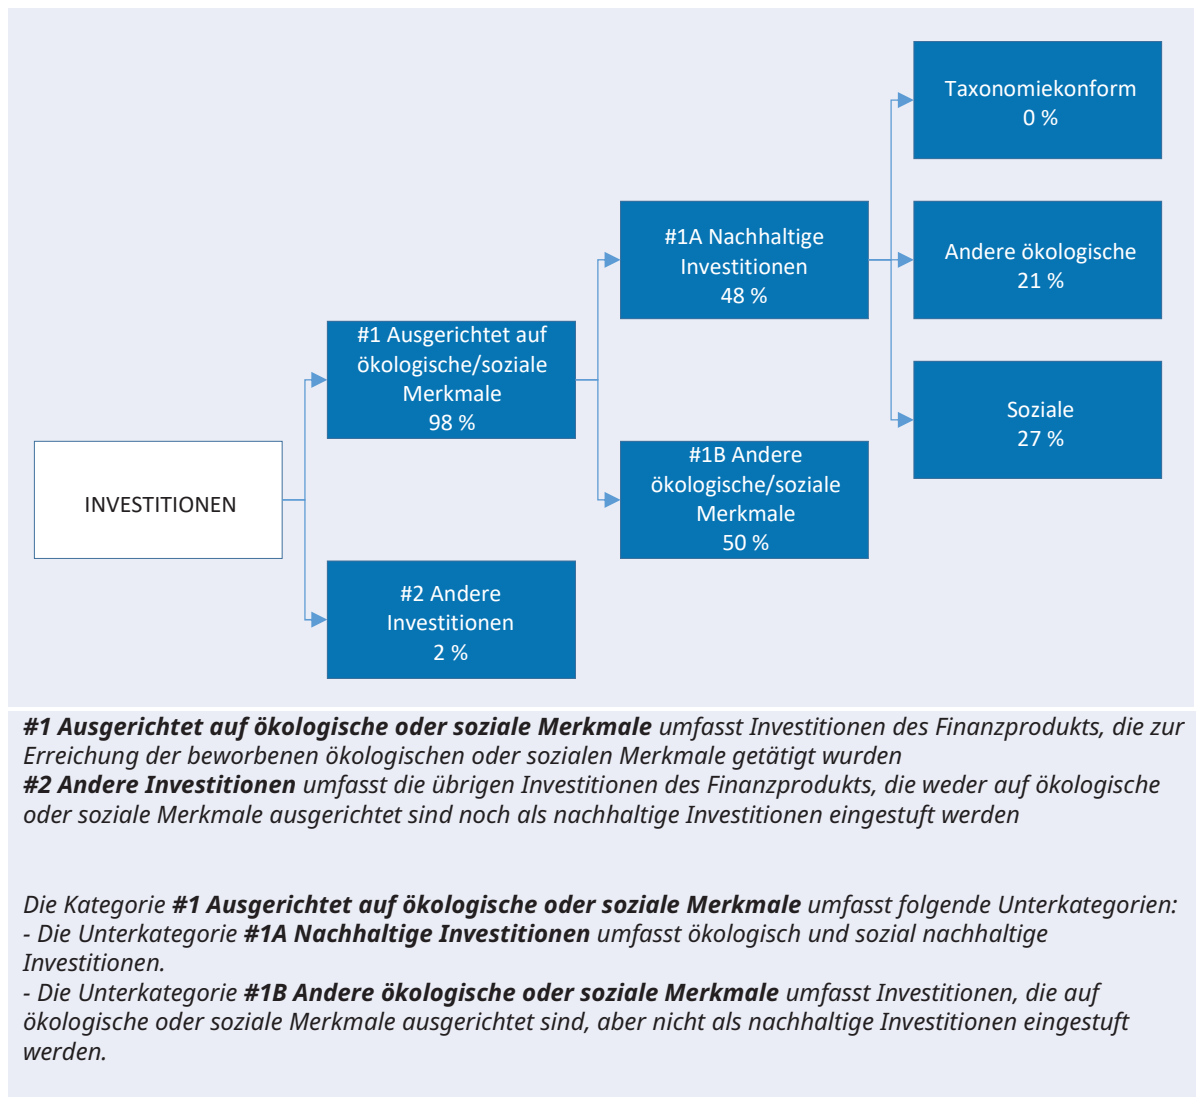 Taxonomiekonform
0 %
#1A Nachhaltige
Investitionen
48 %
Andere ökologische
21 %
#1 Ausgerichtet auf
ökologische/soziale
Merkmale
98 %
Soziale
27 %
INVESTITIONEN
#1B Andere
ökologische/soziale
Merkmale
50 %
#2 Andere
Investitionen
2 %
#1 Ausgerichtet auf ökologische oder soziale Merkmale umfasst Investitionen des Finanzprodukts, die zur
Erreichung der beworbenen ökologischen oder sozialen Merkmale getätigt wurden
#2 Andere Investitionen umfasst die übrigen Investitionen des Finanzprodukts, die weder auf ökologische
oder soziale Merkmale ausgerichtet sind noch als nachhaltige Investitionen eingestuft werden
Die Kategorie #1 Ausgerichtet auf ökologische oder soziale Merkmale umfasst folgende Unterkategorien:
- Die Unterkategorie #1A Nachhaltige Investitionen umfasst ökologisch und sozial nachhaltige
Investitionen.
- Die Unterkategorie #1B Andere ökologische oder soziale Merkmale umfasst Investitionen, die auf
ökologische oder soziale Merkmale ausgerichtet sind, aber nicht als nachhaltige Investitionen eingestuft
werden.